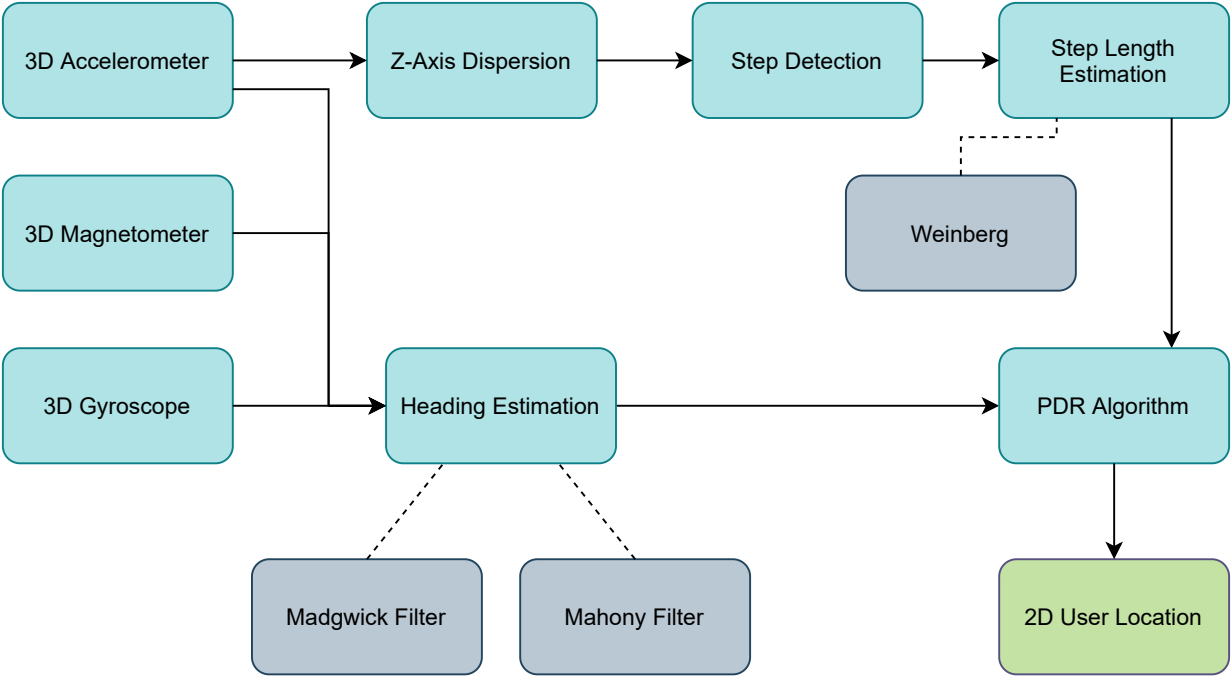 3D Accelerometer
Z-Axis Dispersion
Step Detection
Step Length
Estimation
3D Magnetometer
Weinberg
3D Gyroscope
Heading Estimation
PDR Algorithm
Madgwick Filter
Mahony Filter
2D User Location